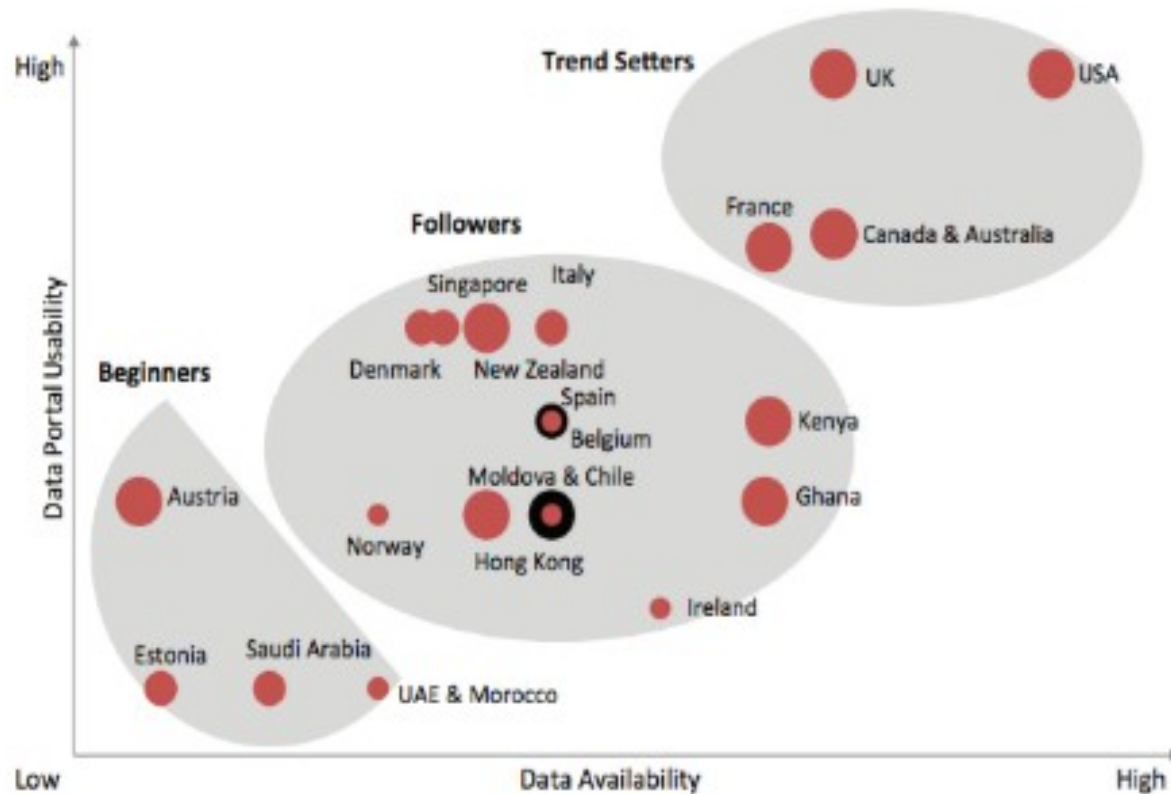 High
Trend Setters
UK
USA
France
Canada & Australia
Followers
Singapore
Italy
Denmark
New Zealand
Beginners
Spain
Belgium
Kenya
Data Portal Usability
Austria
Moldova & Chile
Ghana
Norway
Hong Kong
Ireland
Estonia
Saudi Arabia
UAE & Morocco
Low
Data Availability
High